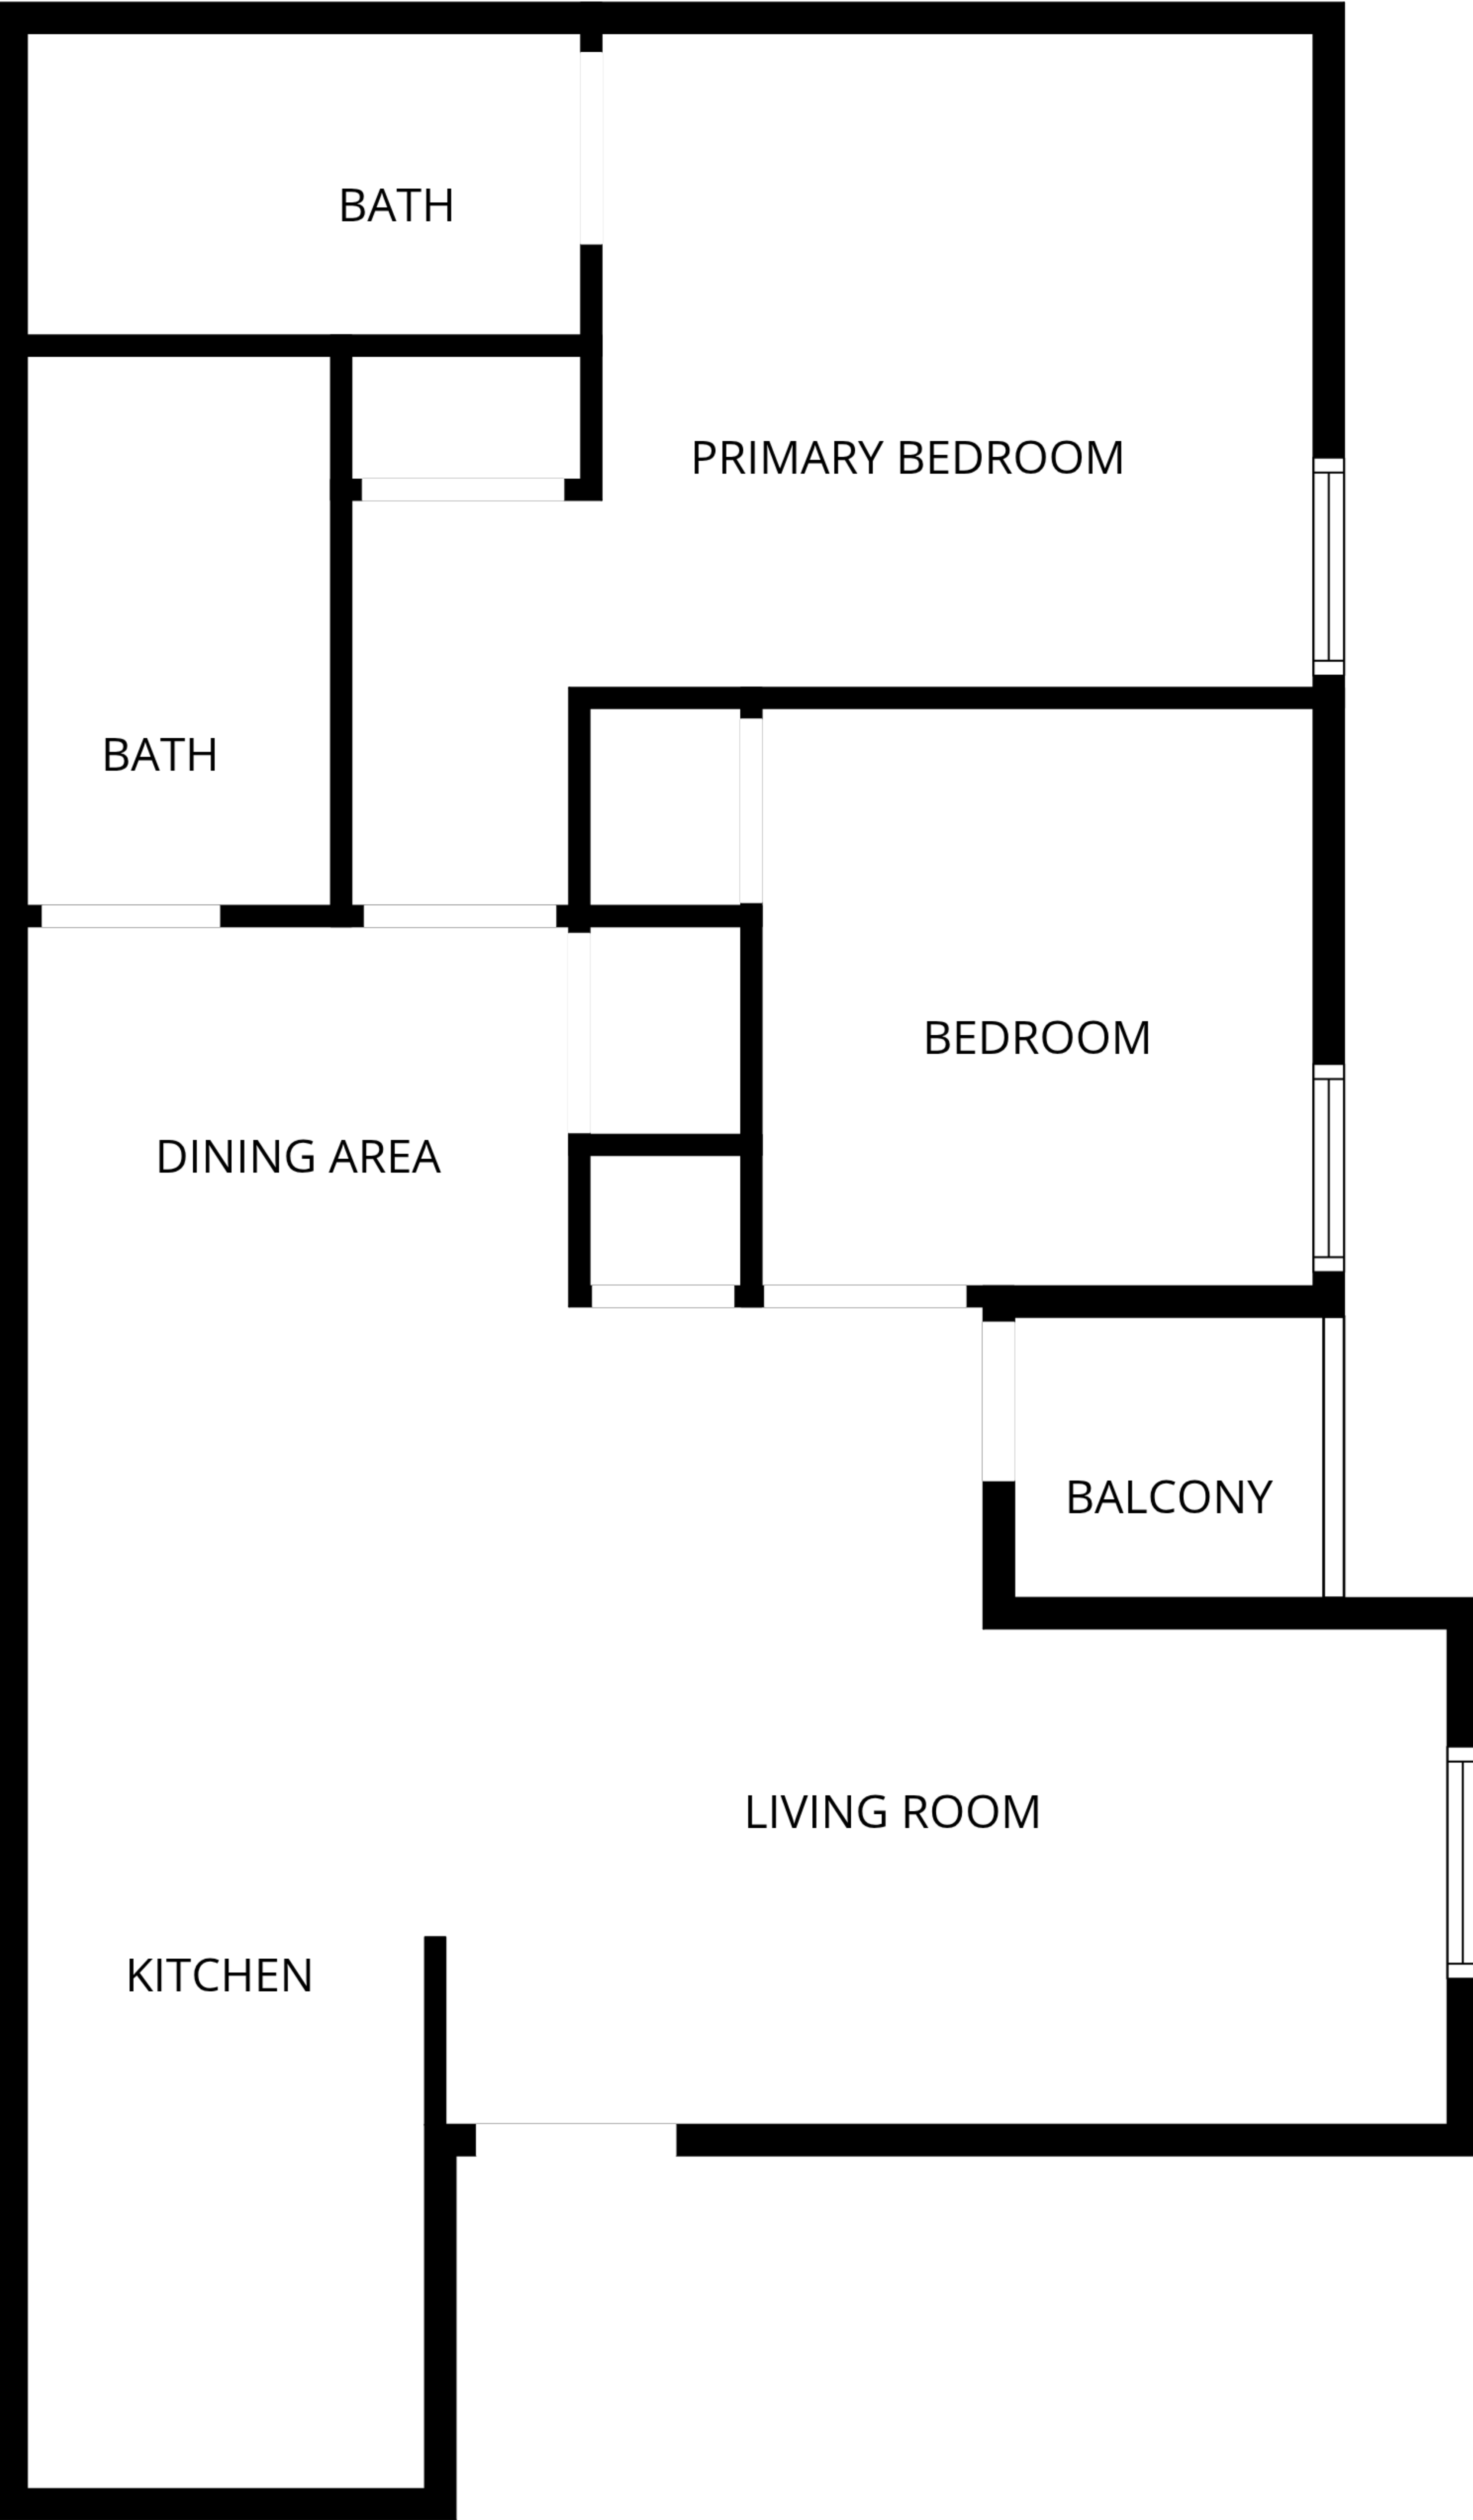 BATH
PRIMARY BEDROOM
BATH
BEDROOM
DINING AREA
BALCONY
LIVING ROOM
KITCHEN